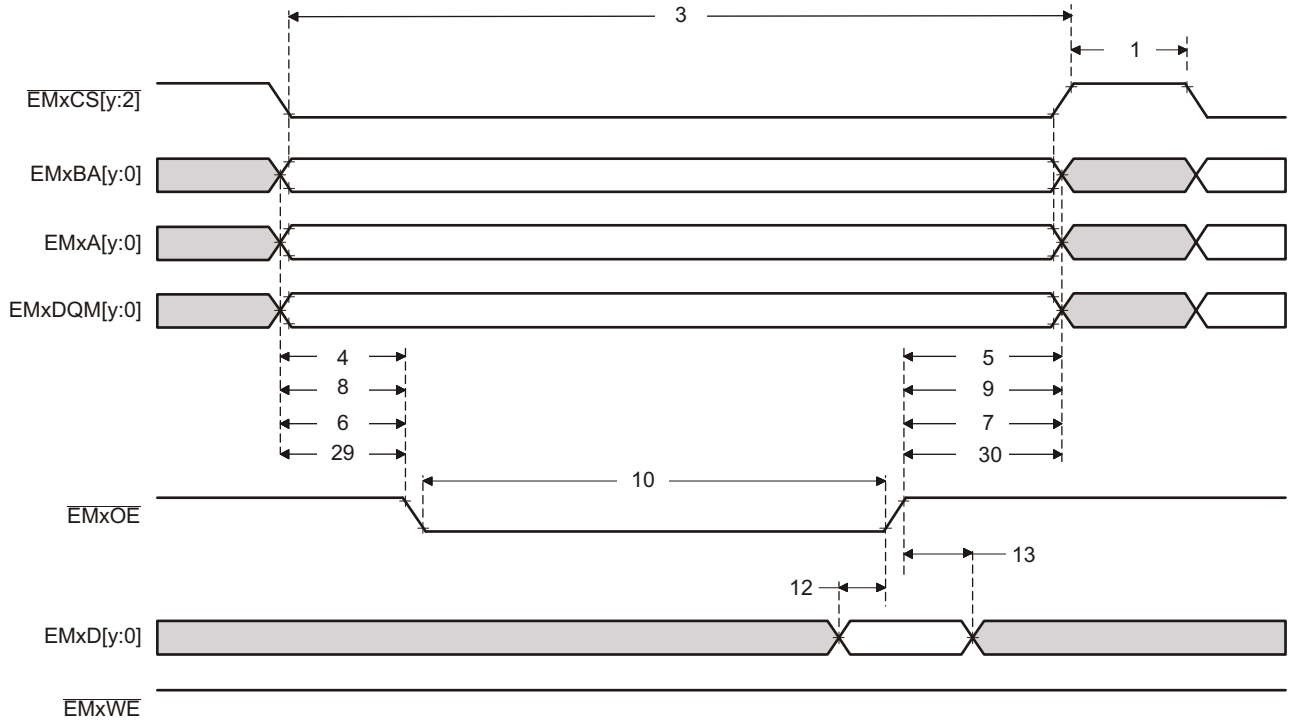 3
1
EMxCS[y:2]
EMxBA[y:0]
EMxA[y:0]
EMxDQM[y:0]
4 5
8 9
6 7
29 30
10
EMxOE
13
12
EMxD[y:0]
EMxWE